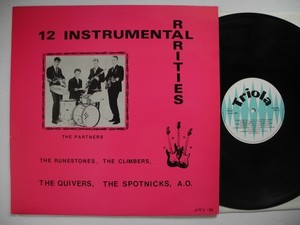 12 INSTRUMENTAL
RARITIES
THE PARTNERS
THE RUNESTONES, THE CLIMBERS,
THE QUIVERS, THE SPOTNICKS, A.O.
Triola